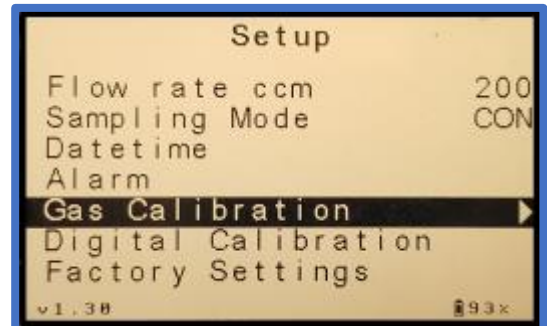 Setup
Flow rate ccm 200
Sampling Mode CON
Datetime
Alarm
Gas Calibration
Digital Calibration
Factory Settings
v1.30 93%